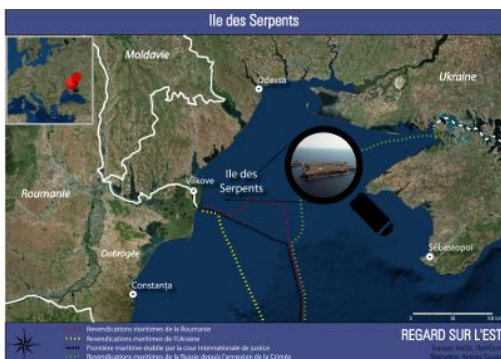 Ile des Serpents
Moldavie
Ukraine
Odessa
Roumanie
Vilkove
Ile des
Serpents
Dobrogée
Sébastopol
Constanța
Revendications maritimes de la Roumanie
Revendications maritimes de l'Ukraine
Frontière maritime établie par la cour internationale de justice
Revendications maritimes de la Russie depuis l'annexion de la Crimée
REGARD SUR L'EST